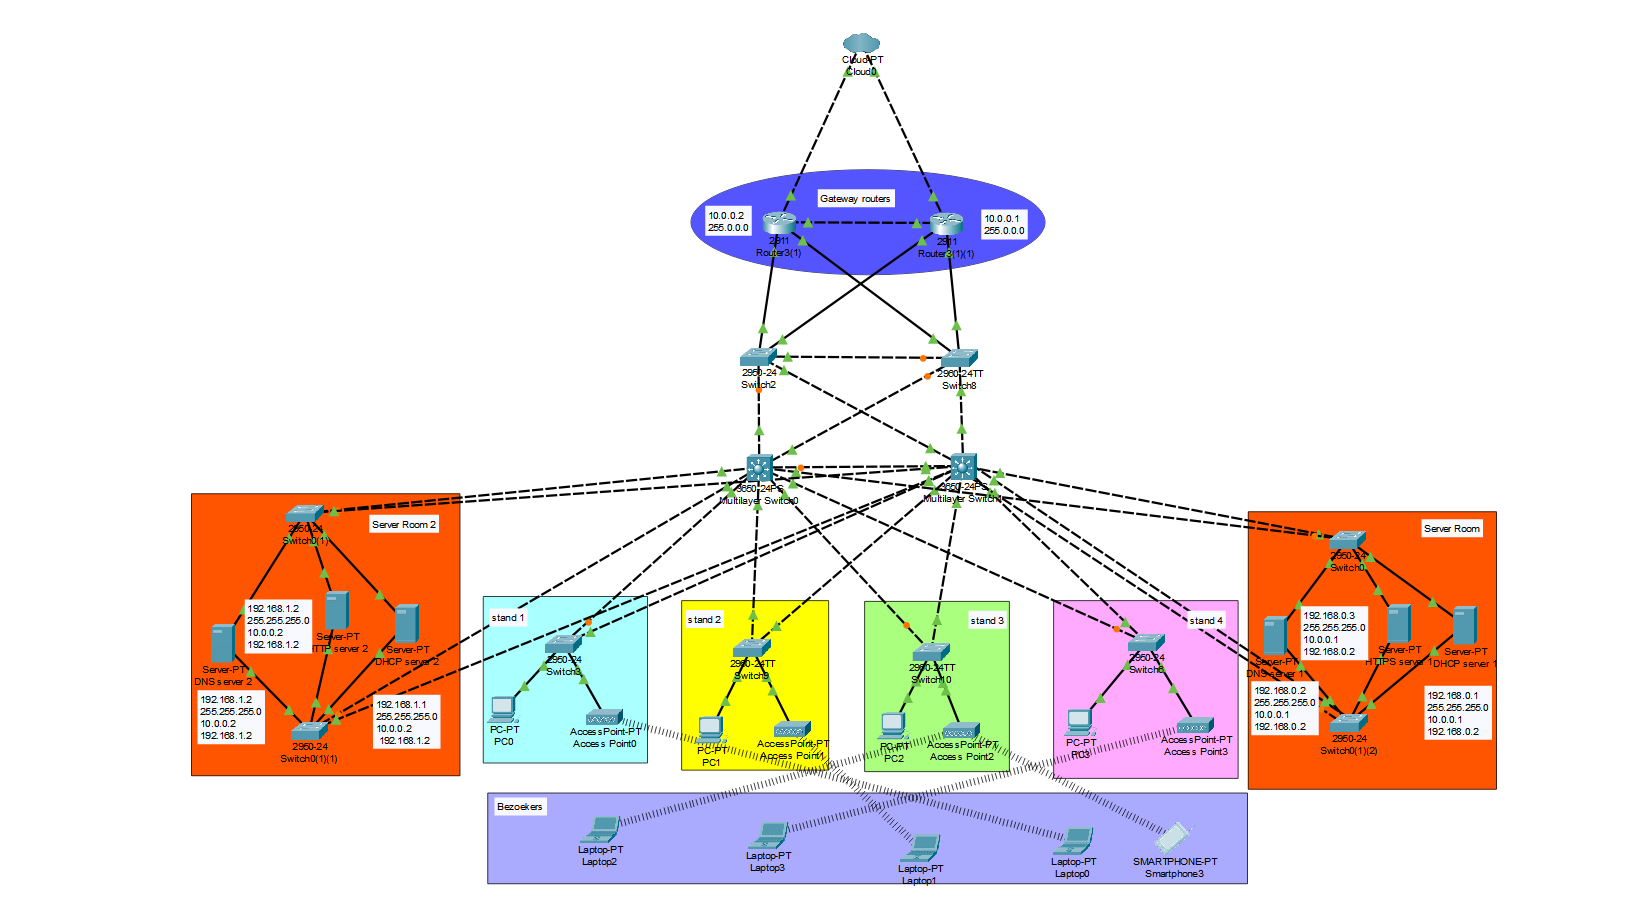 Cloud-PT
Cloud0
Gateway routers
10.0.0.2
255.0.0.0
10.0.0.1
255.0.0.0
2911
Router3(1)
2911
Router3(1)(1)
2950-24
Switch2
2960-24TT
Switch8
3650-24PS
Multilayer Switch0
3650-24PS
Multilayer Switch1
Server Room 2
2950-24
Switch0(1)
192.168.1.2
255.255.255.0
10.0.0.2
192.168.1.2
Server-PT
DNS server 2
Server-PT
HTTP server 2
Server-PT
DHCP server 2
192.168.1.2
255.255.255.0
10.0.0.2
192.168.1.2
192.168.1.1
255.255.255.0
10.0.0.2
192.168.1.2
2950-24
Switch0(1)(1)
stand 1
2950-24
Switch3
PC-PT
PC0
AccessPoint-PT
Access Point0
stand 2
2960-24TT
Switch9
PC-PT
PC1
AccessPoint-PT
Access Point1
stand 3
2960-24TT
Switch10
PC-PT
PC2
AccessPoint-PT
Access Point2
stand 4
2950-24
PC-PT
PC3
AccessPoint-PT
Access Point3
Server Room
2950-24
Switch0
192.168.0.3
255.255.255.0
10.0.0.1
192.168.0.2
Server-PT
DNS server 1
Server-PT
HTTPS server 1
Server-PT
DHCP server 1
192.168.0.2
255.255.255.0
10.0.0.1
192.168.0.2
192.168.0.1
255.255.255.0
10.0.0.1
192.168.0.2
2950-24
Switch0(1)(2)
Bezoekers
Laptop-PT
Laptop2
Laptop-PT
Laptop3
Laptop-PT
Laptop1
Laptop-PT
Laptop0
SMARTPHONE-PT
Smartphone3